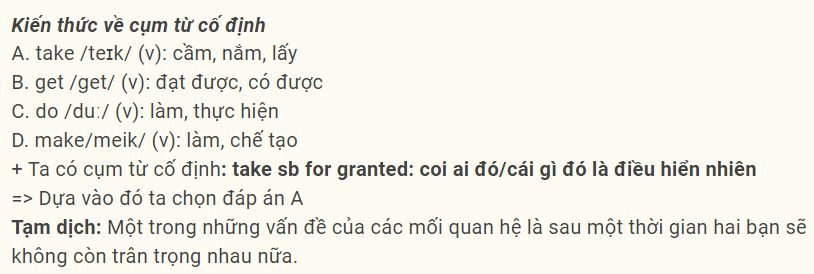 Kiến thức về cụm từ cố định
A. take /teɪk/ (v): cầm, nắm, lấy
B. get /get/ (v): đạt được, có được
C. do /duː/ (v): làm, thực hiện
D. make/meik/ (v): làm, chế tạo
+ Ta có cụm từ cố định: take sb for granted: coi ai đó/cái gì đó là điều hiển nhiên
=> Dựa vào đó ta chọn đáp án A
Tạm dịch: Một trong những vấn đề của các mối quan hệ là sau một thời gian hai bạn sẽ
không còn trân trọng nhau nữa.